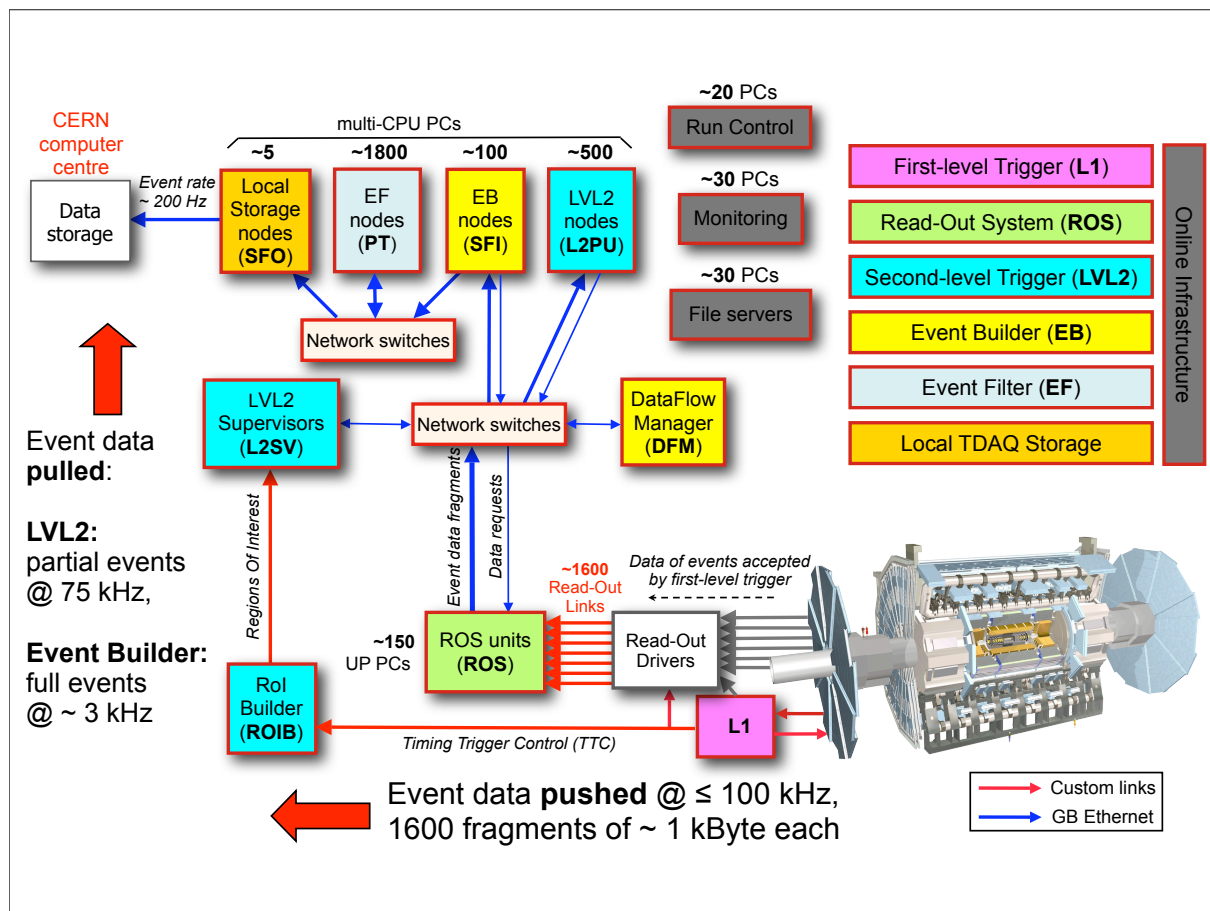 ~20 PCs
Run Control
~30 PCs
Monitoring
~30 PCs
File servers
multi-CPU PCs
~5
~1800
~100
~500
CERN
computer
centre
Data
storage
Event rate
~ 200 Hz
Local
Storage
nodes
(SFO)
EF
nodes
(PT)
EB
nodes
(SFI)
LVL2
nodes
(L2PU)
First-level Trigger (L1)
Read-Out System (ROS)
Second-level Trigger (LVL2)
Event Builder (EB)
Event Filter (EF)
Local TDAQ Storage
Online Infrastructure
Network switches
LVL2
Supervisors
(L2SV)
Network switches
DataFlow
Manager
(DFM)
Event data
pulled:
LVL2:
partial events
@ 75 kHz,
Event Builder:
full events
@ ~ 3 kHz
Regions Of Interest
Event data fragments
Data requests
~1600
Read-Out
Links
Data of events accepted
by first-level trigger
~150
UP PCs
ROS units
(ROS)
Read-Out
Drivers
RoI
Builder
(ROIB)
L1
Timing Trigger Control (TTC)
Event data pushed @ ≤ 100 kHz,
1600 fragments of ~ 1 kByte each
Custom links
GB Ethernet